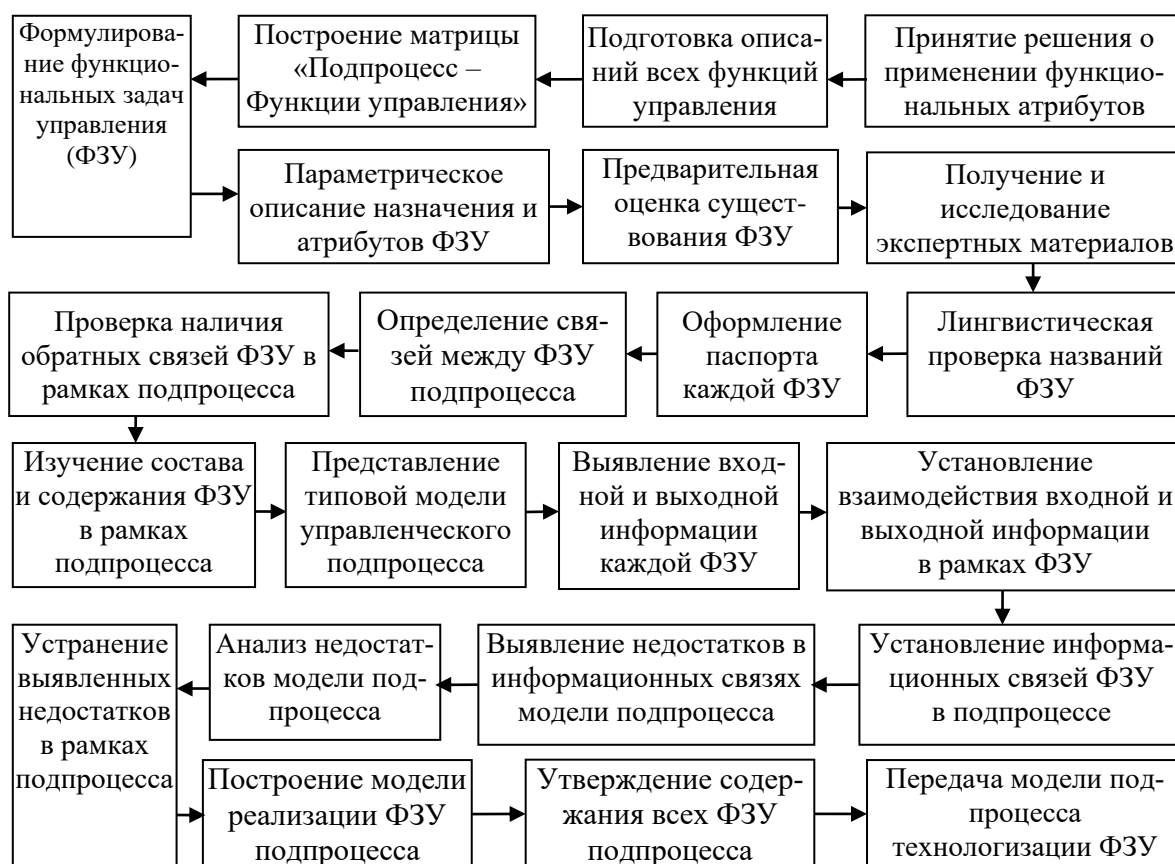 Формулирова-
ние функцио-
нальных задач
управления
(ФЗУ)
Построение матрицы
«Подпроцесс –
Функции управления»
Подготовка описа-
ний всех функций
управления
Принятие решения о
применении функцио-
нальных атрибутов
Параметрическое
описание назначения и
атрибутов ФЗУ
Предварительная
оценка сущест-
вования ФЗУ
Получение и
исследование
экспертных материалов
Проверка наличия
обратных связей ФЗУ в
рамках подпроцесса
Определение свя-
зей между ФЗУ
подпроцесса
Оформление
паспорта
каждой ФЗУ
Лингвистическая
проверка названий
ФЗУ
Изучение состава
и содержания ФЗУ
в рамках
подпроцесса
Представление
типовой модели
управленческого
подпроцесса
Выявление вход-
ной и выходной
информации
каждой ФЗУ
Установление
взаимодействия входной и
выходной информации
в рамках ФЗУ
Устранение
выявленных
недостатков
в рамках
подпроцесса
Анализ недостат-
ков модели под-
процесса
Выявление недостатков в
информационных связях
модели подпроцесса
Установление информа-
ционных связей ФЗУ
в подпроцессе
Построение модели
реализации ФЗУ
подпроцесса
Утверждение содер-
жания всех ФЗУ
подпроцесса
Передача модели под-
процесса
технологизации ФЗУ